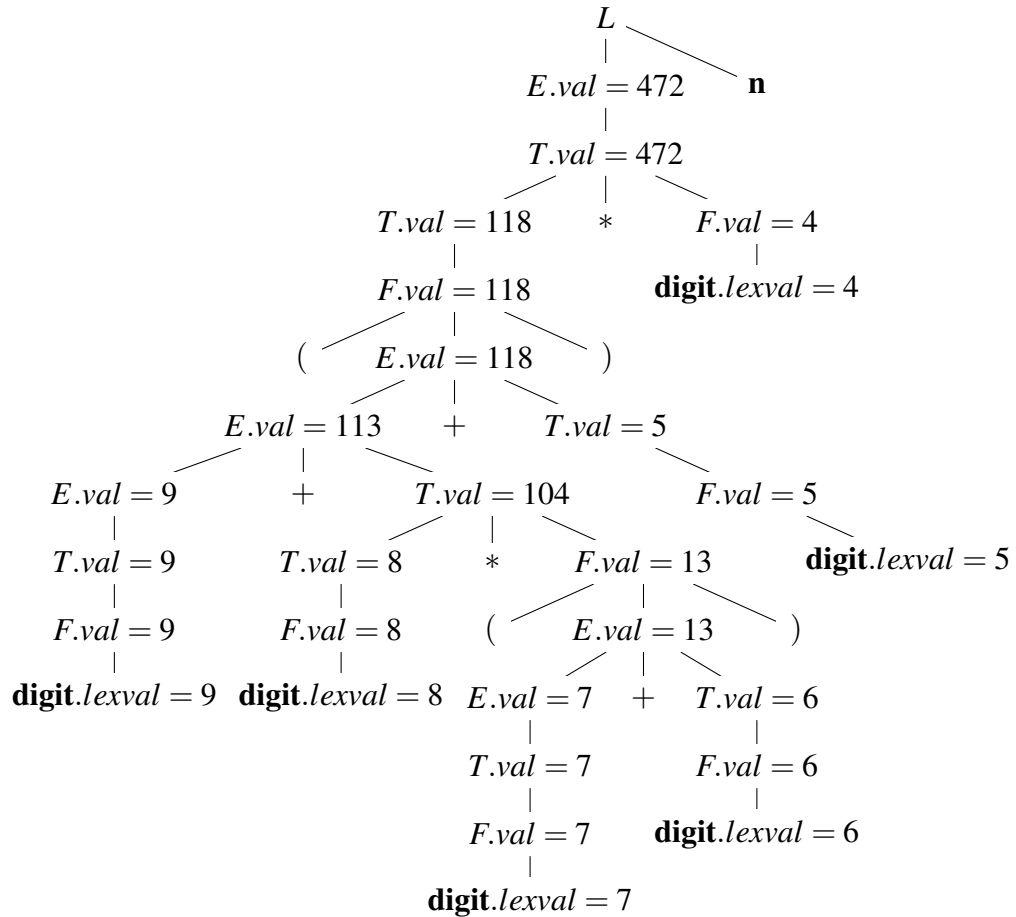 L
E.val = 472 n
T.val = 472
T.val = 118 * F.val = 4
F.val = 118 digit.lexval = 4
( E.val = 118 )
E.val = 113 + T.val = 5
E.val = 9 + T.val = 104 F.val = 5
T.val = 9 T.val = 8 * F.val = 13 digit.lexval = 5
F.val = 9 F.val = 8 ( E.val = 13 )
digit.lexval = 9 digit.lexval = 8 E.val = 7 + T.val = 6
T.val = 7 F.val = 6
F.val = 7 digit.lexval = 6
digit.lexval = 7